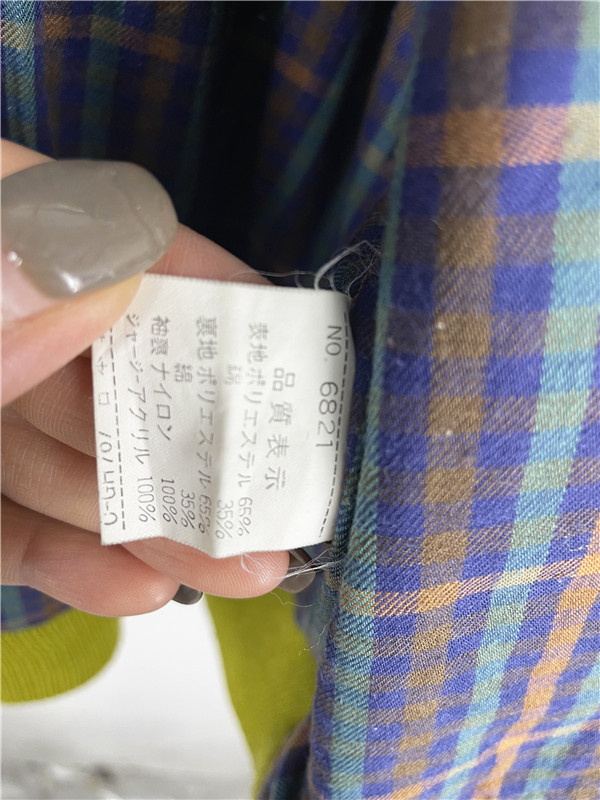 NO 6821
品質表示
表地 ポリエステル 65%
綿 35%
裏地 ポリエステル 65%
綿 35%
袖裏 ナイロン 100%
ジャージーアクリル 100%